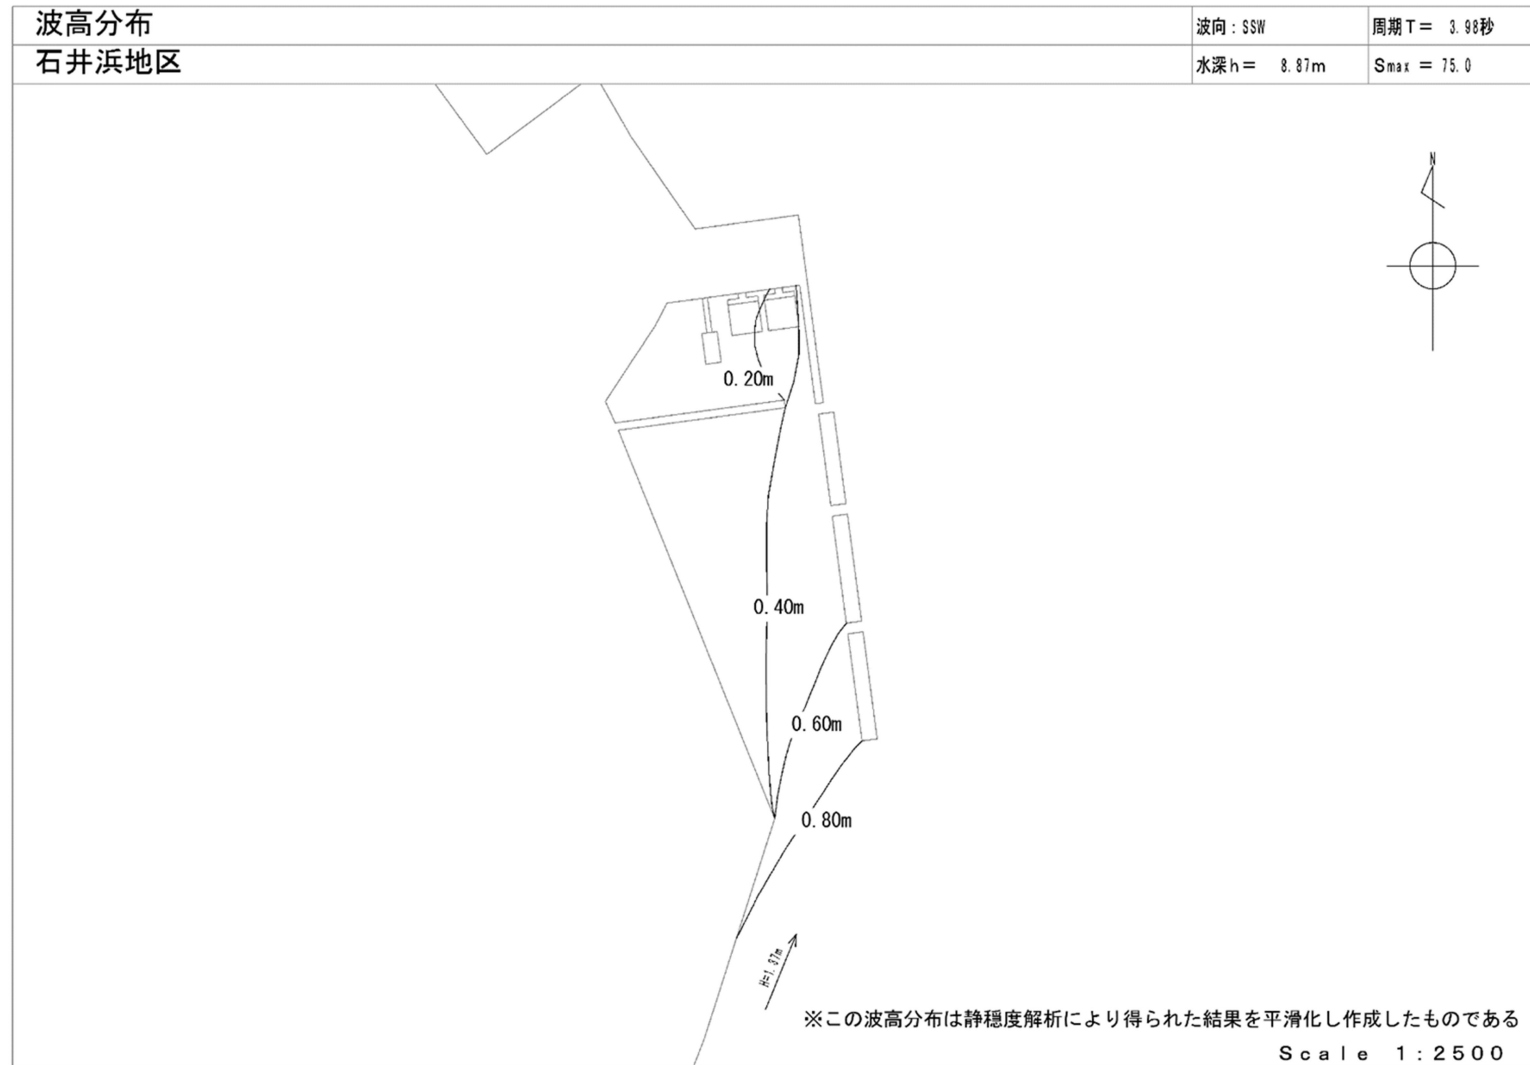 波高分布
波向：SSW
周期T＝ 3.98秒
石井浜地区
水深h＝ 8.87m
Smax ＝ 75.0
N
0.20m
0.40m
0.60m
0.80m
H=1.37m
※この波高分布は静穏度解析により得られた結果を平滑化し作成したものである
Scale 1:2500